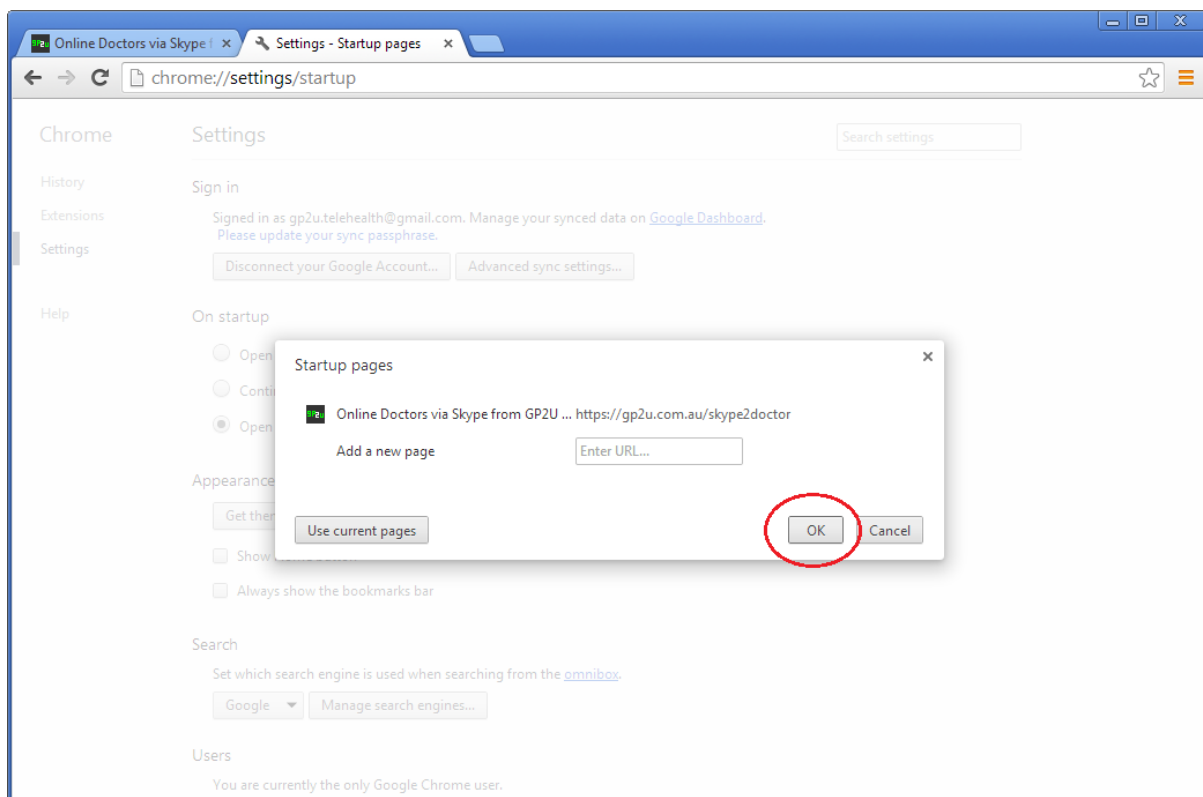 Online Doctors via Skype f
Settings - Startup pages
chrome://settings/startup
Chrome
Settings
Search settings
History
Extensions
Settings
Help
Sign in
Signed in as gp2u.telehealth@gmail.com. Manage your synced data on Google Dashboard.
Please update your sync passphrase.
Disconnect your Google Account...
Advanced sync settings...
On startup
Open
Open
Startup pages
GP2u Online Doctors via Skype from GP2U ... https://gp2u.com.au/skype2doctor
Add a new page
Enter URL...
Use current pages
OK
Cancel
Appearance
Show
Always show the bookmarks bar
Search
Set which search engine is used when searching from the omnibox.
Google
Manage search engines...
Users
You are currently the only Google Chrome user.